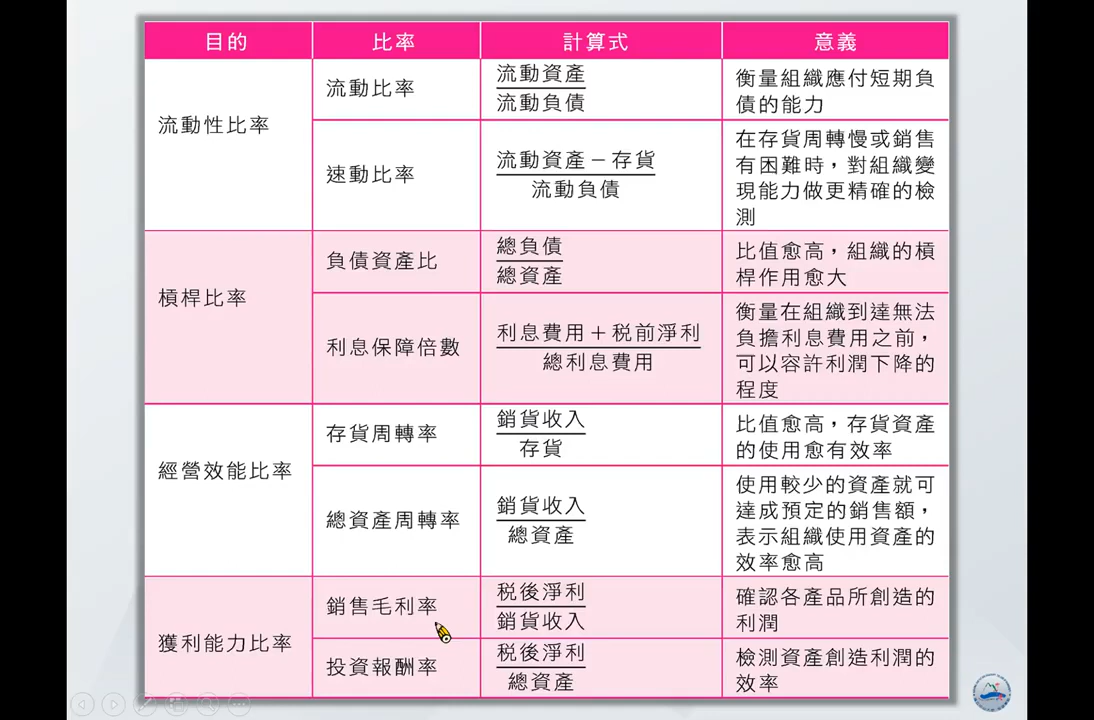 目的
比率
計算式
意義
流動性比率
流動比率
流動資產
流動負債
衡量組織應付短期負
債的能力
速動比率
流動資產－存貨
流動負債
在存貨周轉慢或銷售
有困難時，對組織變
現能力做更精確的檢
測
槓桿比率
負債資產比
總負債
總資產
比值愈高，組織的槓
桿作用愈大
利息保障倍數
利息費用＋稅前淨利
總利息費用
衡量在組織到達無法
負擔利息費用之前，
可以容許利潤下降的
程度
經營效能比率
存貨周轉率
銷貨收入
存貨
比值愈高，存貨資產
的使用愈有效率
總資產周轉率
銷貨收入
總資產
使用較少的資產就可
達成預定的銷售額，
表示組織使用資產的
效率愈高
獲利能力比率
銷售毛利率
稅後淨利
銷貨收入
確認各產品所創造的
利潤
投資報酬率
稅後淨利
總資產
檢測資產創造利潤的
效率